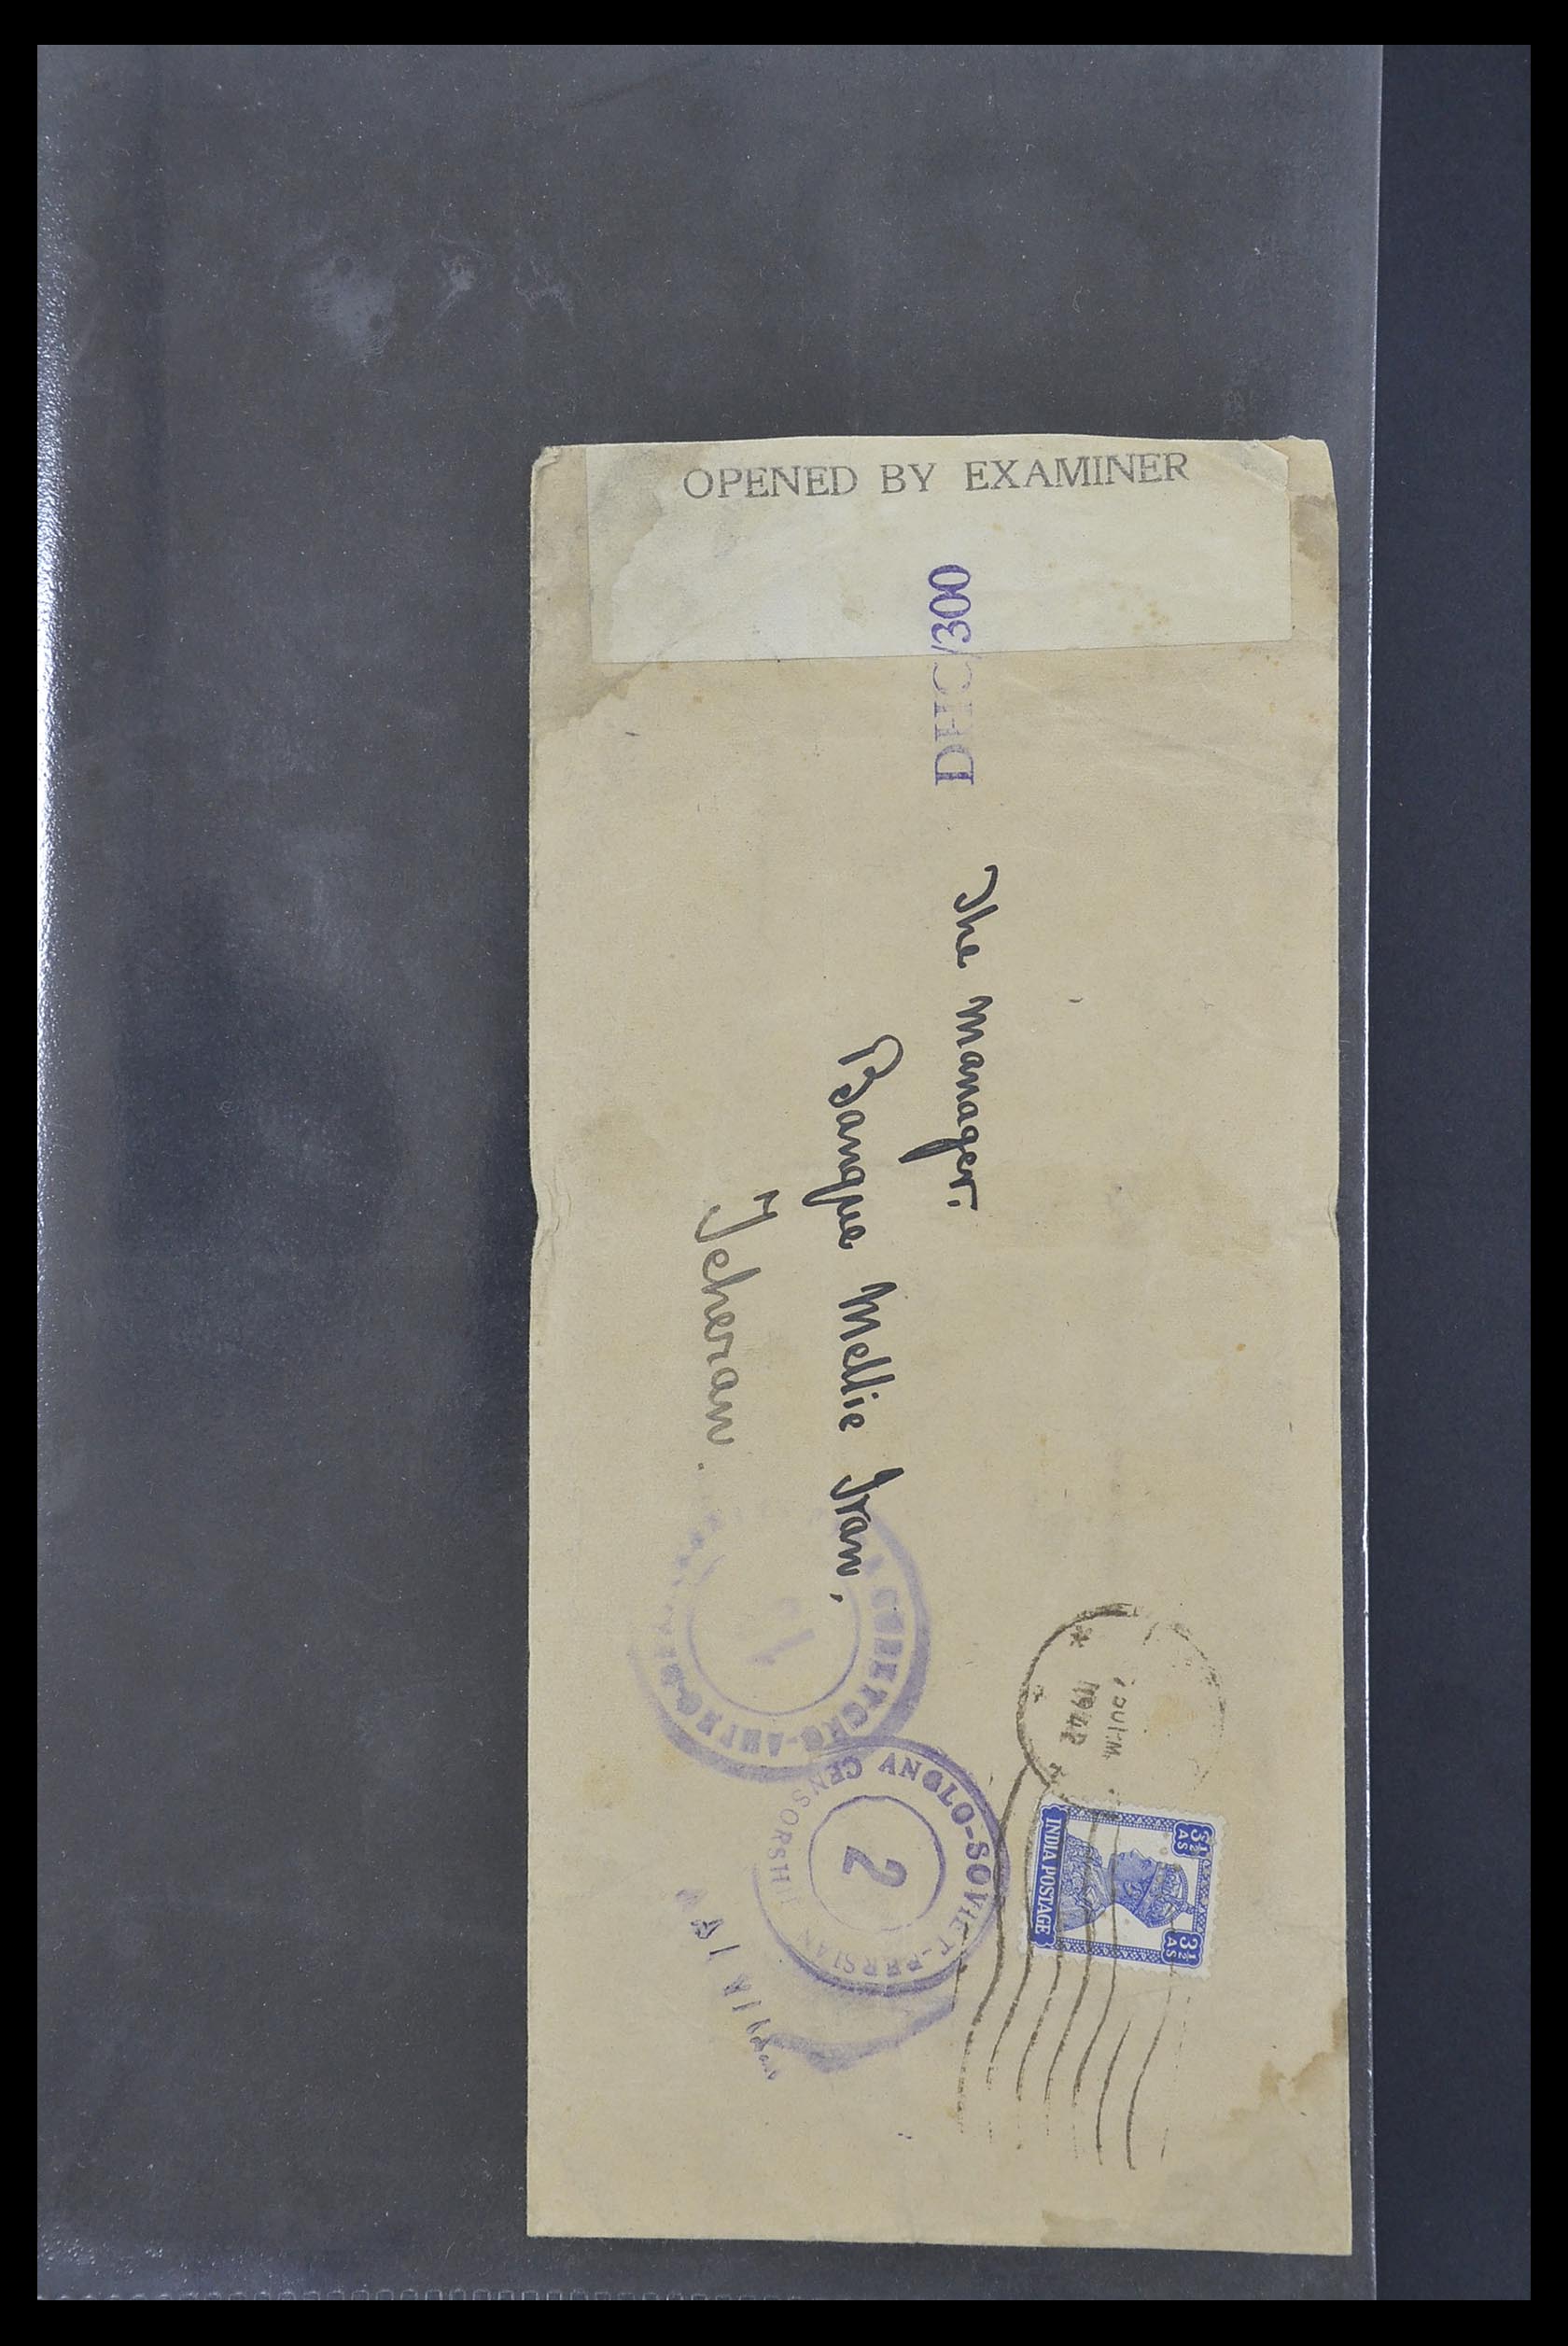 OPENED BY EXAMINER
DHC/300
The Manager,
Banque Mellie Iran,
Teheran.
1942
3½ As
3½ As
INDIA POSTAGE
ANGLO-SOVIET-PERSIAN CENSORSHIP
2